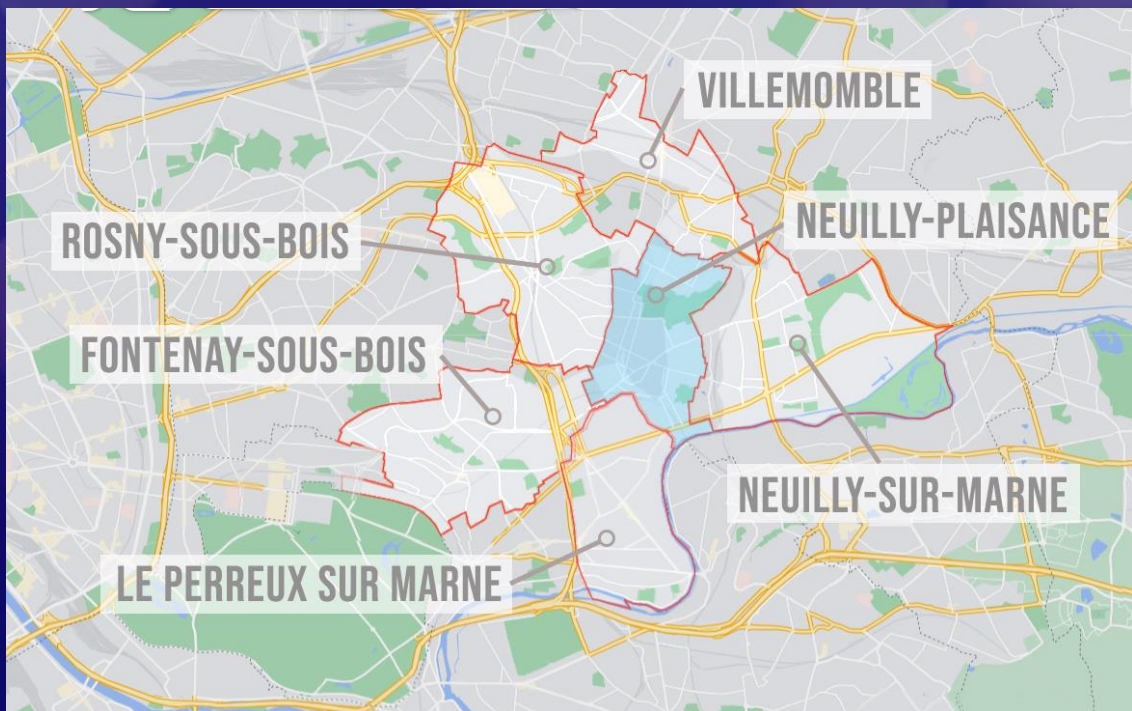 VILLEMOMBLE
NEUILLY-PLAISANCE
ROSNY-SOUS-BOIS
FONTENAY-SOUS-BOIS
NEUILLY-SUR-MARNE
LE PERREUX SUR MARNE